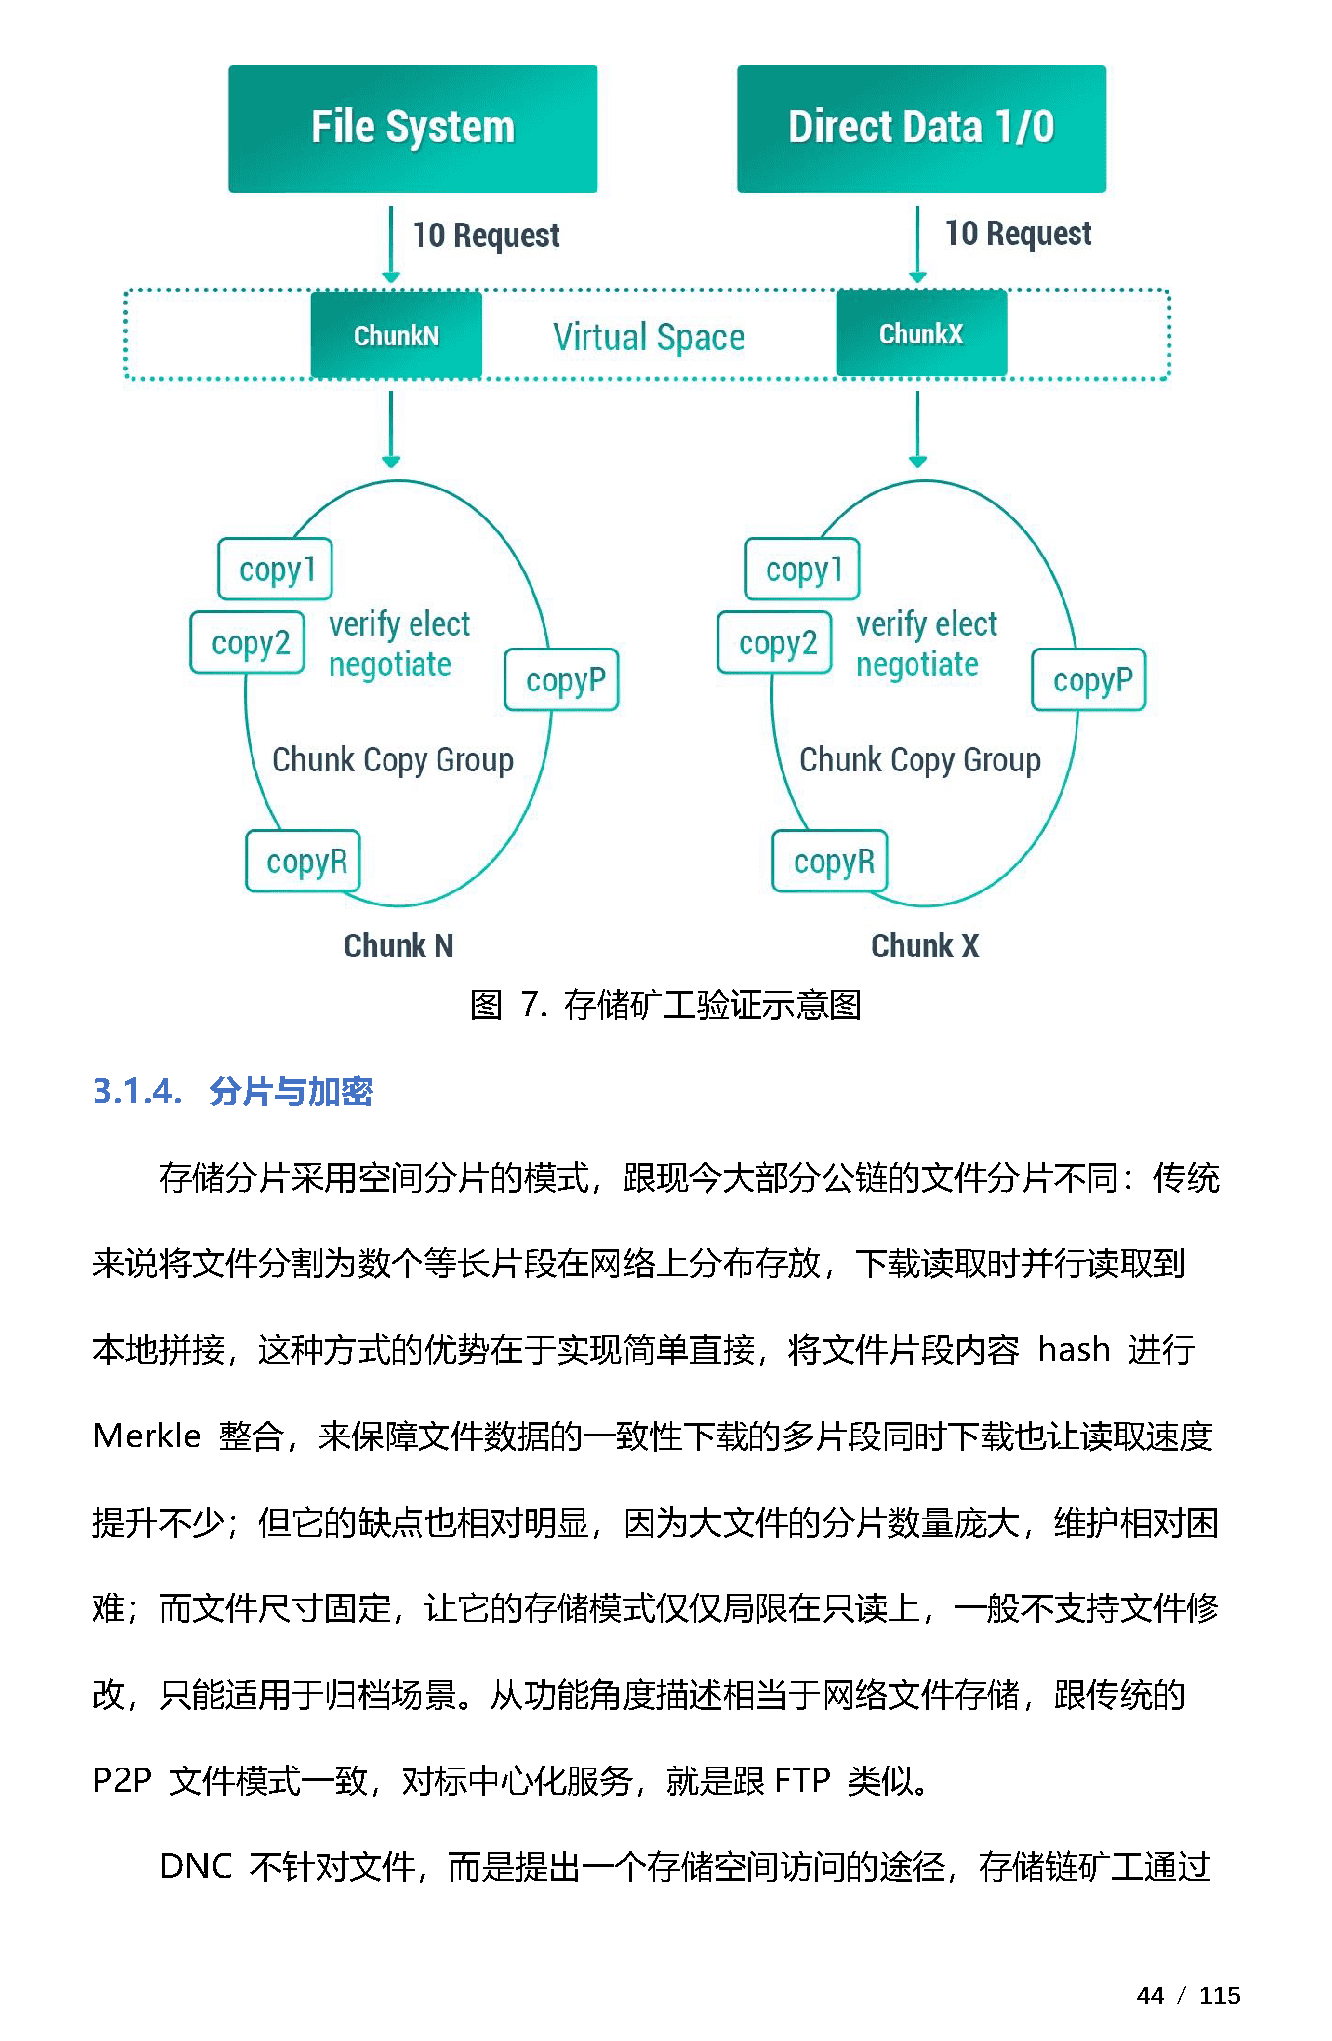 File System
Direct Data 1/0
10 Request
10 Request
ChunkN
Virtual Space
ChunkX
copy1
copy2
verify elect
negotiate
copyP
Chunk Copy Group
copyR
Chunk N
copy1
copy2
verify elect
negotiate
copyP
Chunk Copy Group
copyR
Chunk X
图 7. 存储矿工验证示意图
3.1.4. 分片与加密
存储分片采用空间分片的模式，跟现今大部分公链的文件分片不同：传统
来说将文件分割为数个等长片段在网络上分布存放，下载读取时并行读取到
本地拼接，这种方式的优势在于实现简单直接，将文件片段内容 hash 进行
Merkle 整合，来保障文件数据的一致性下载的多片段同时下载也让读取速度
提升不少；但它的缺点也相对明显，因为大文件的分片数量庞大，维护相对困
难；而文件尺寸固定，让它的存储模式仅仅局限在只读上，一般不支持文件修
改，只能适用于归档场景。从功能角度描述相当于网络文件存储，跟传统的
P2P 文件模式一致，对标中心化服务，就是跟 FTP 类似。
DNC 不针对文件，而是提出一个存储空间访问的途径，存储链矿工通过
44 / 115